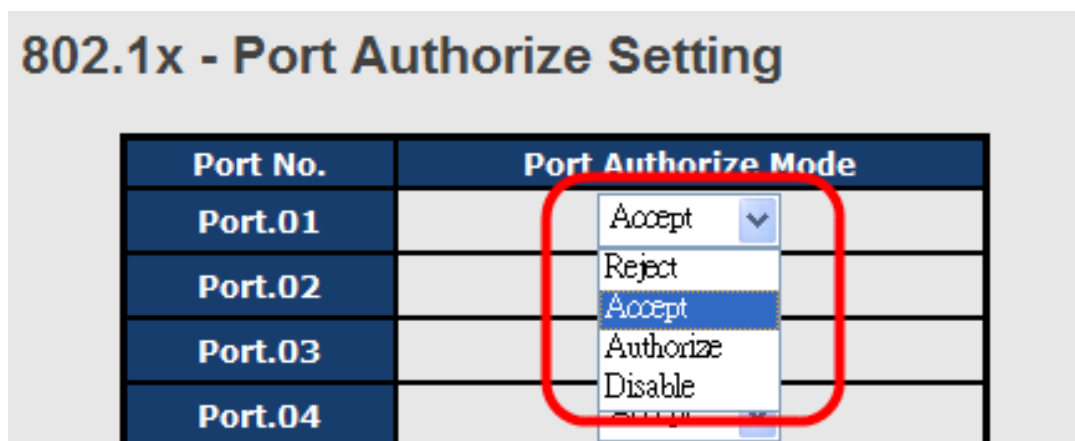 802.1x - Port Authorize Setting
Port No. Port Authorize Mode
Port.01 Accept
Port.02 Reject
Accept
Port.03 Authorize
Disable
Port.04